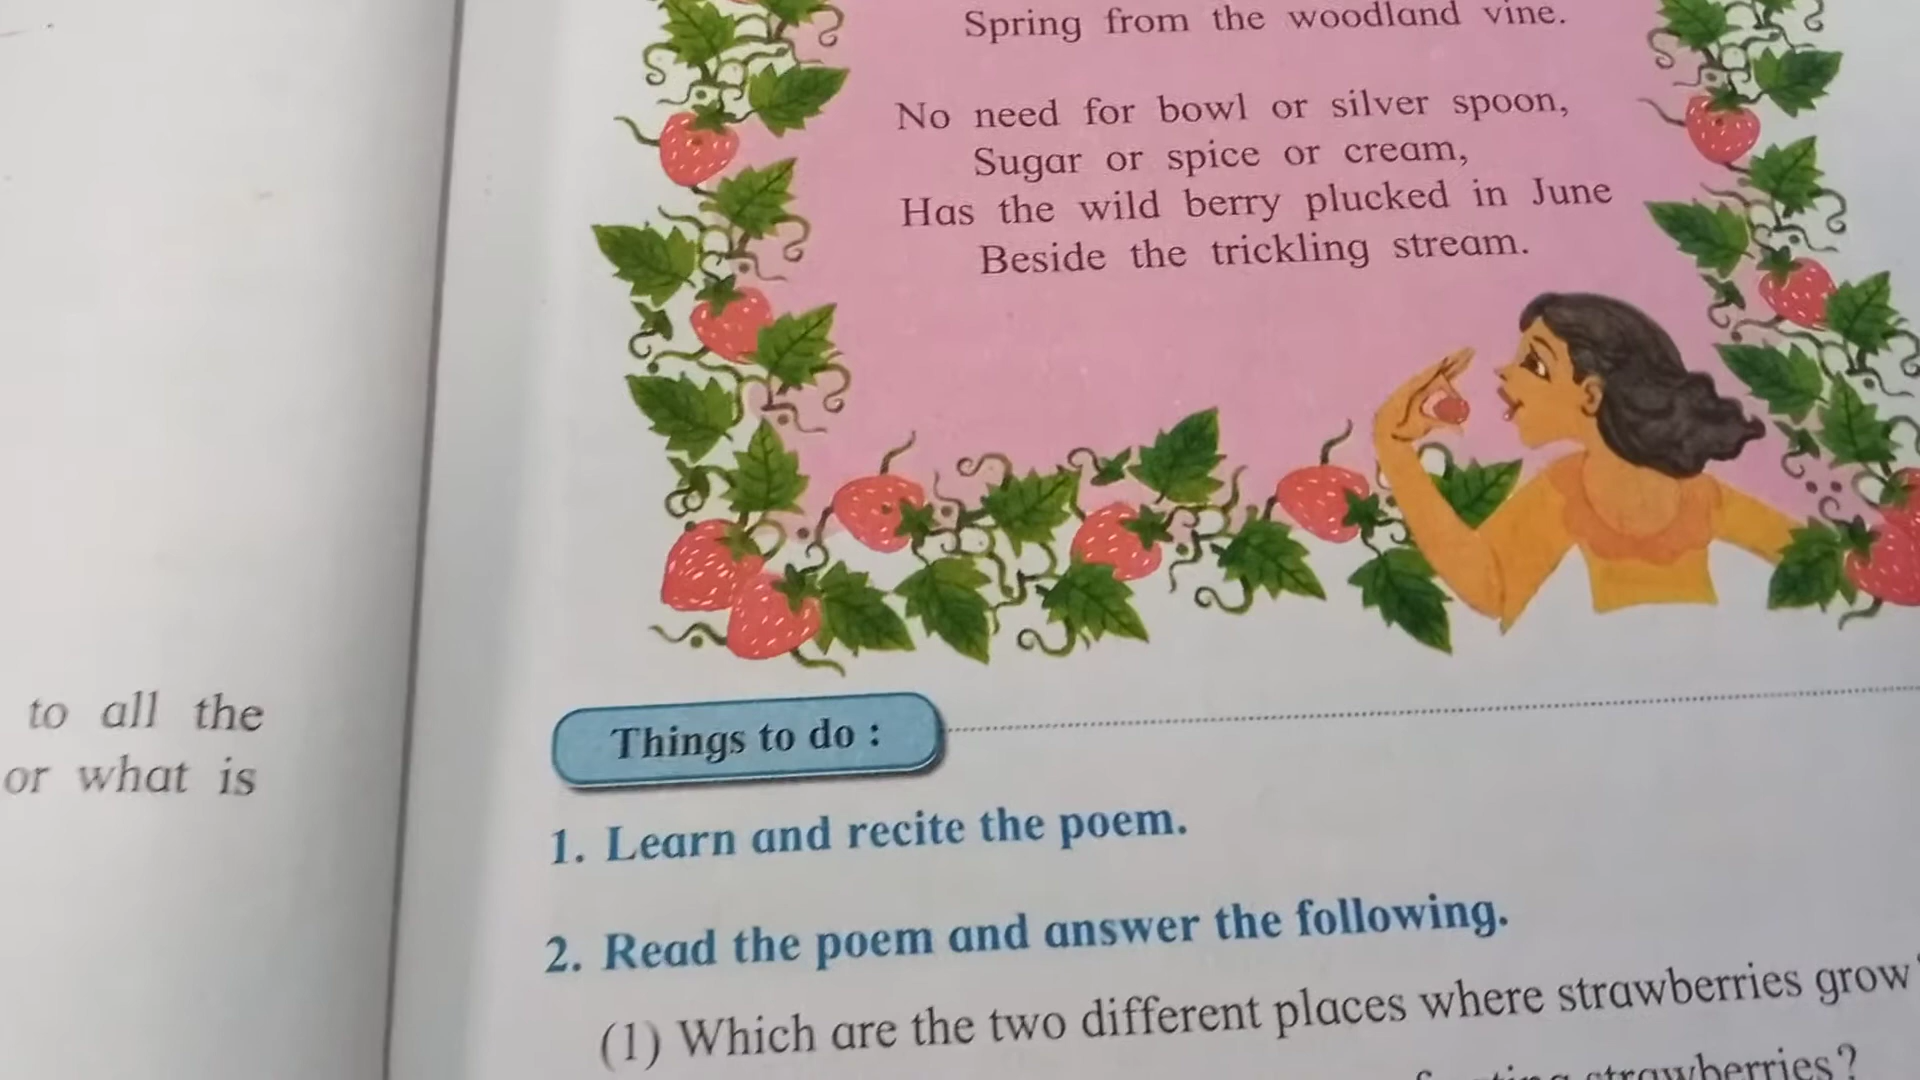 to all the
or what is
Spring from the woodland vine.
No need for bowl or silver spoon,
Sugar or spice or cream,
Has the wild berry plucked in June
Beside the trickling stream.
Things to do :
1. Learn and recite the poem.
2. Read the poem and answer the following.
(1) Which are the two different places where strawberries grow
strawberries?